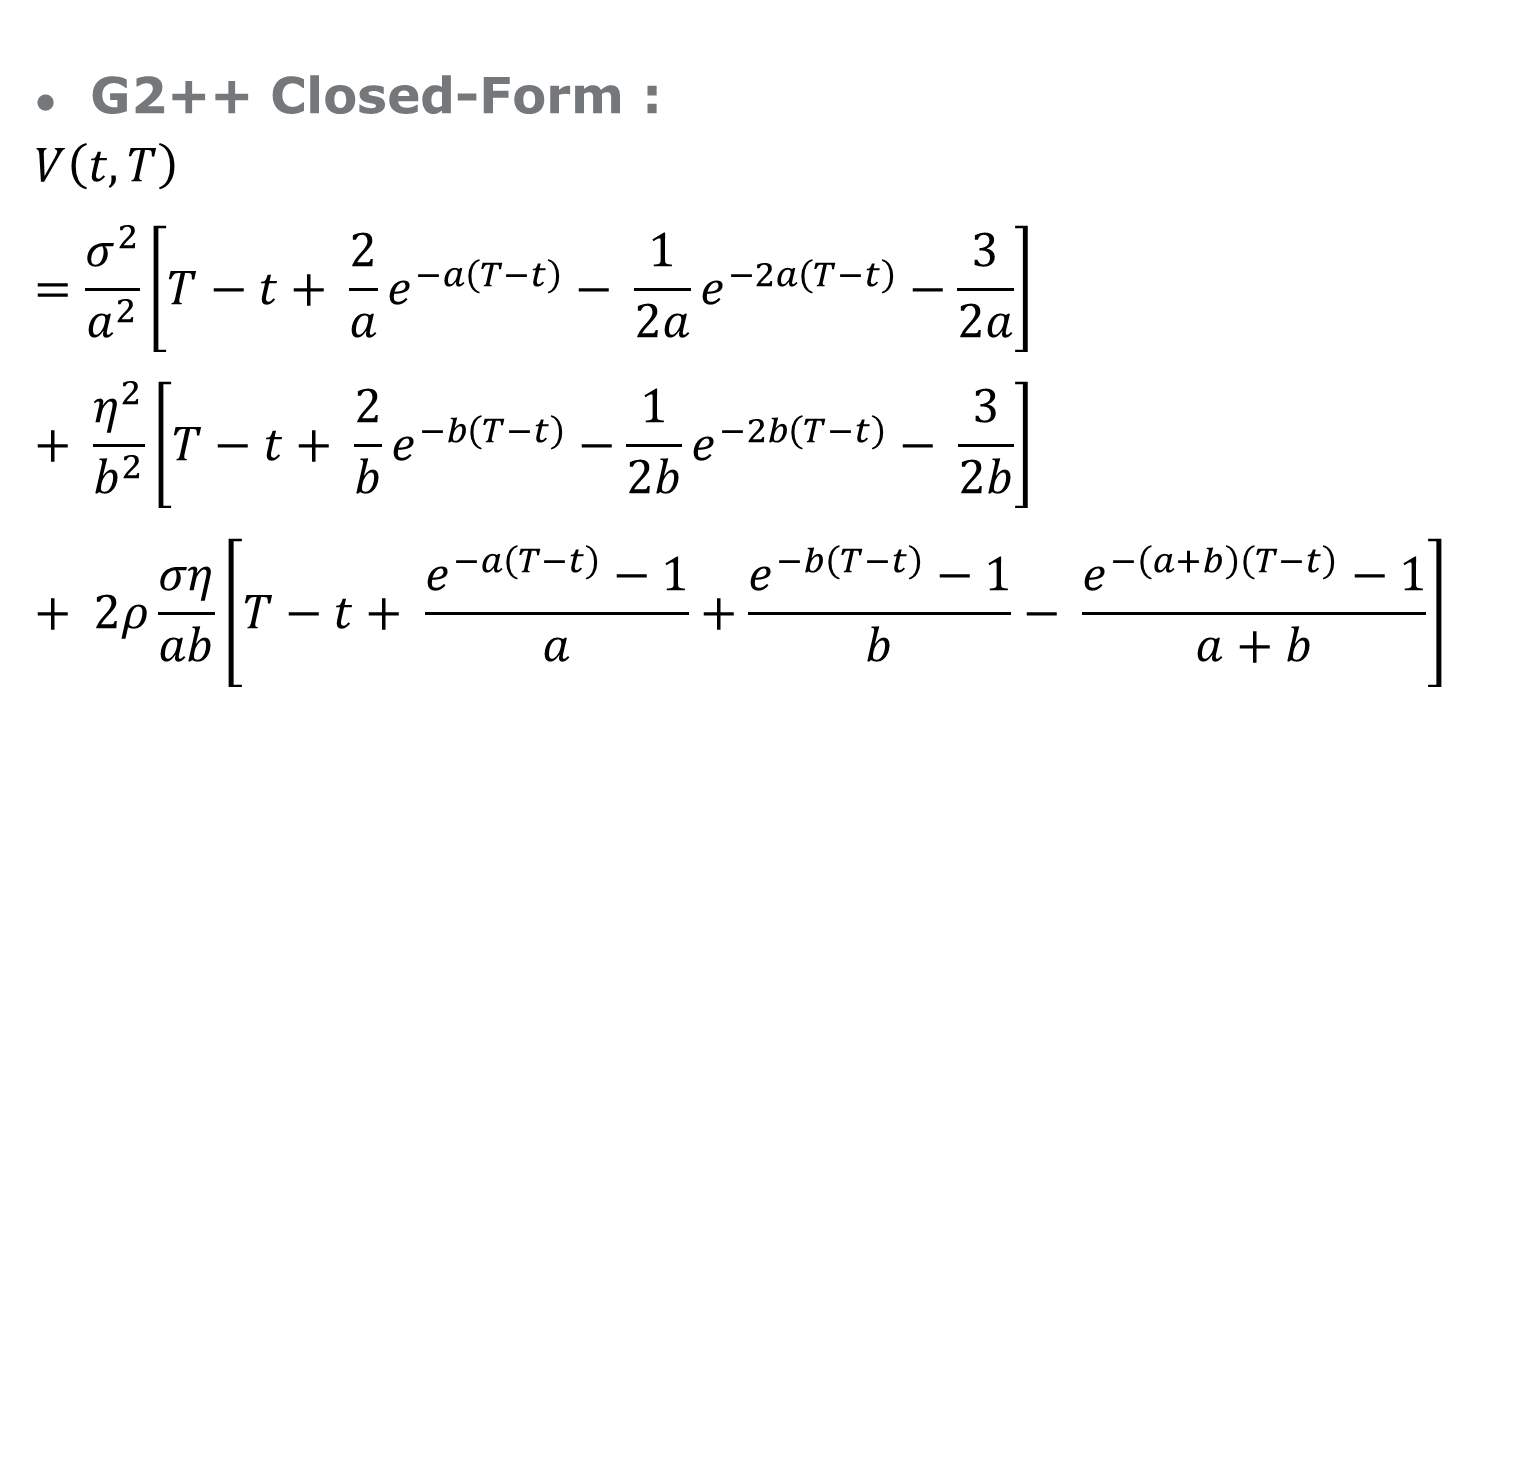 • G2++ Closed-Form :
V(t,T)
= σ²/a² [T − t + 2/a e^{−a(T−t)} − 1/2a e^{−2a(T−t)} − 3/2a]
+ η²/b² [T − t + 2/b e^{−b(T−t)} − 1/2b e^{−2b(T−t)} − 3/2b]
+ 2ρ ση/ab [T − t + (e^{−a(T−t)} − 1)/a + (e^{−b(T−t)} − 1)/b − (e^{−(a+b)(T−t)} − 1)/(a + b)]